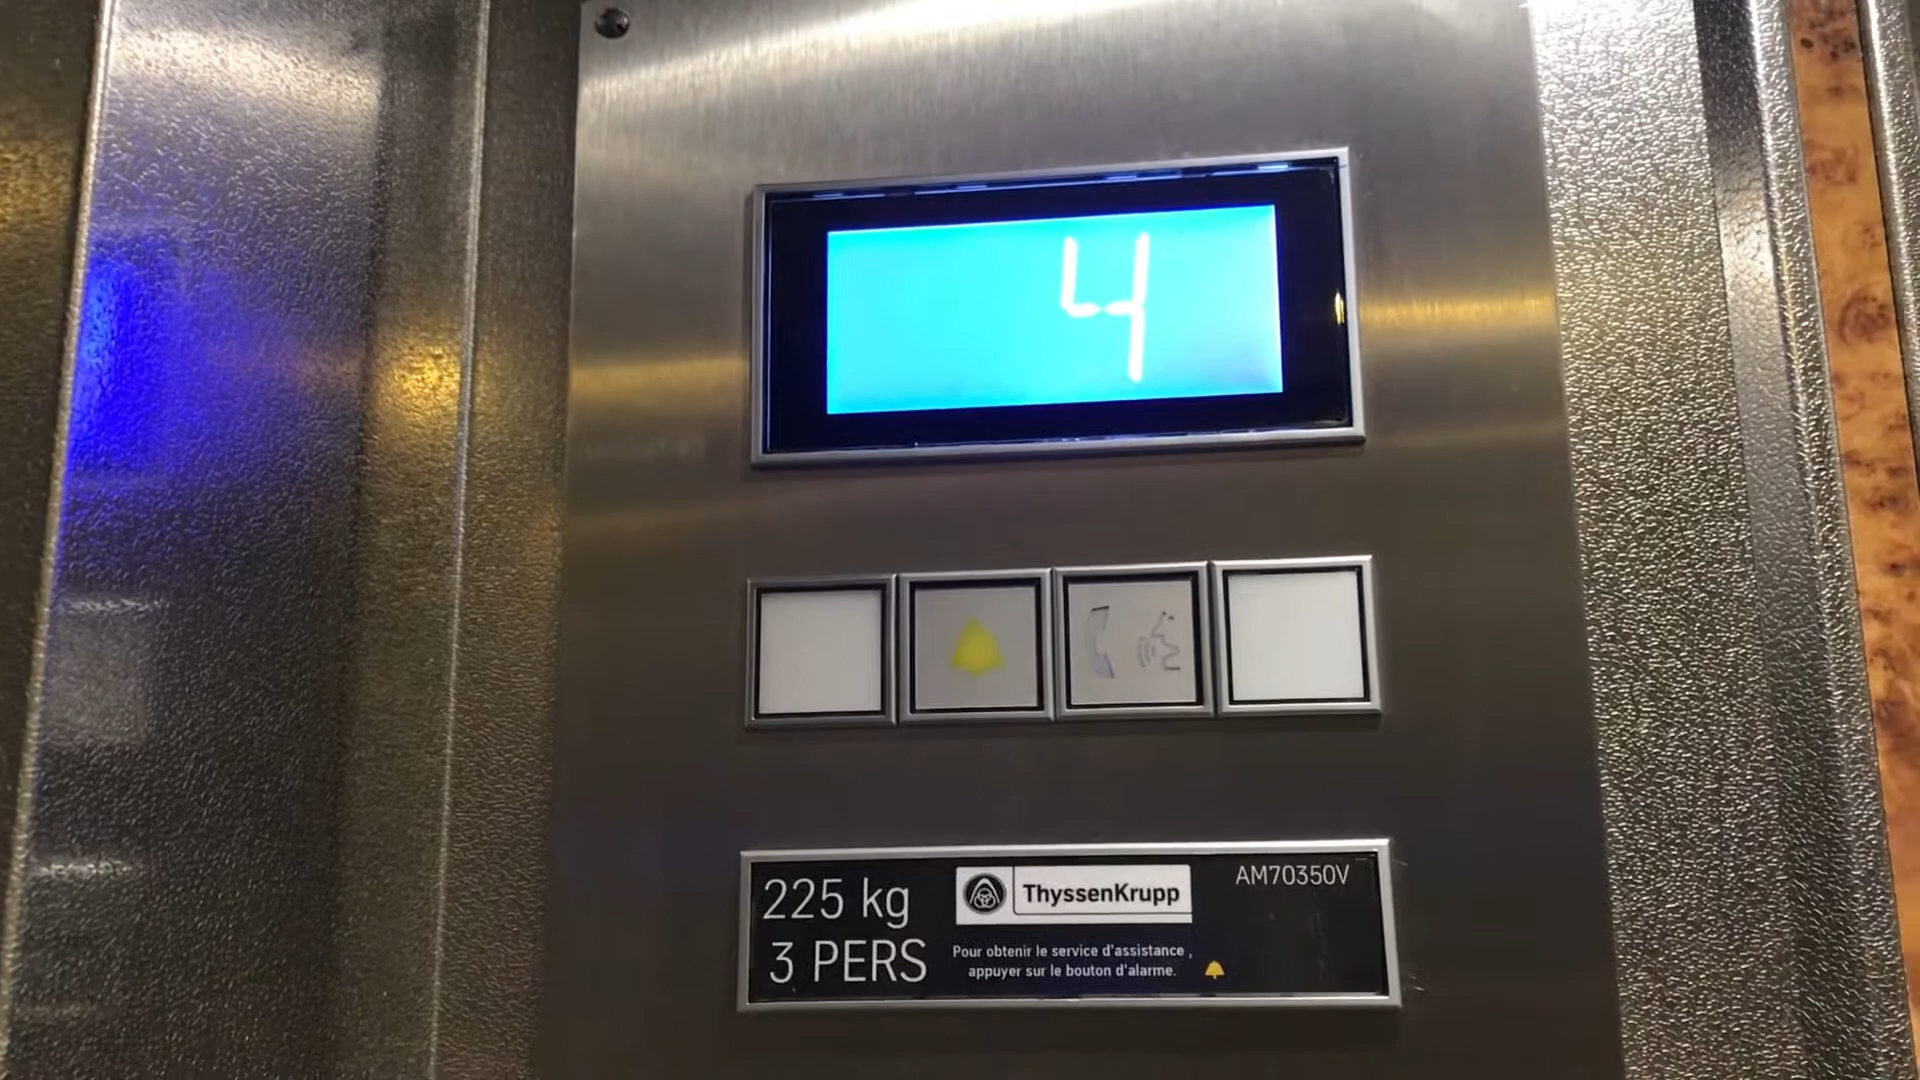 4
225 kg
3 PERS
ThyssenKrupp
Pour obtenir le service d'assistance,
appuyer sur le bouton d'alarme.
AM70350V